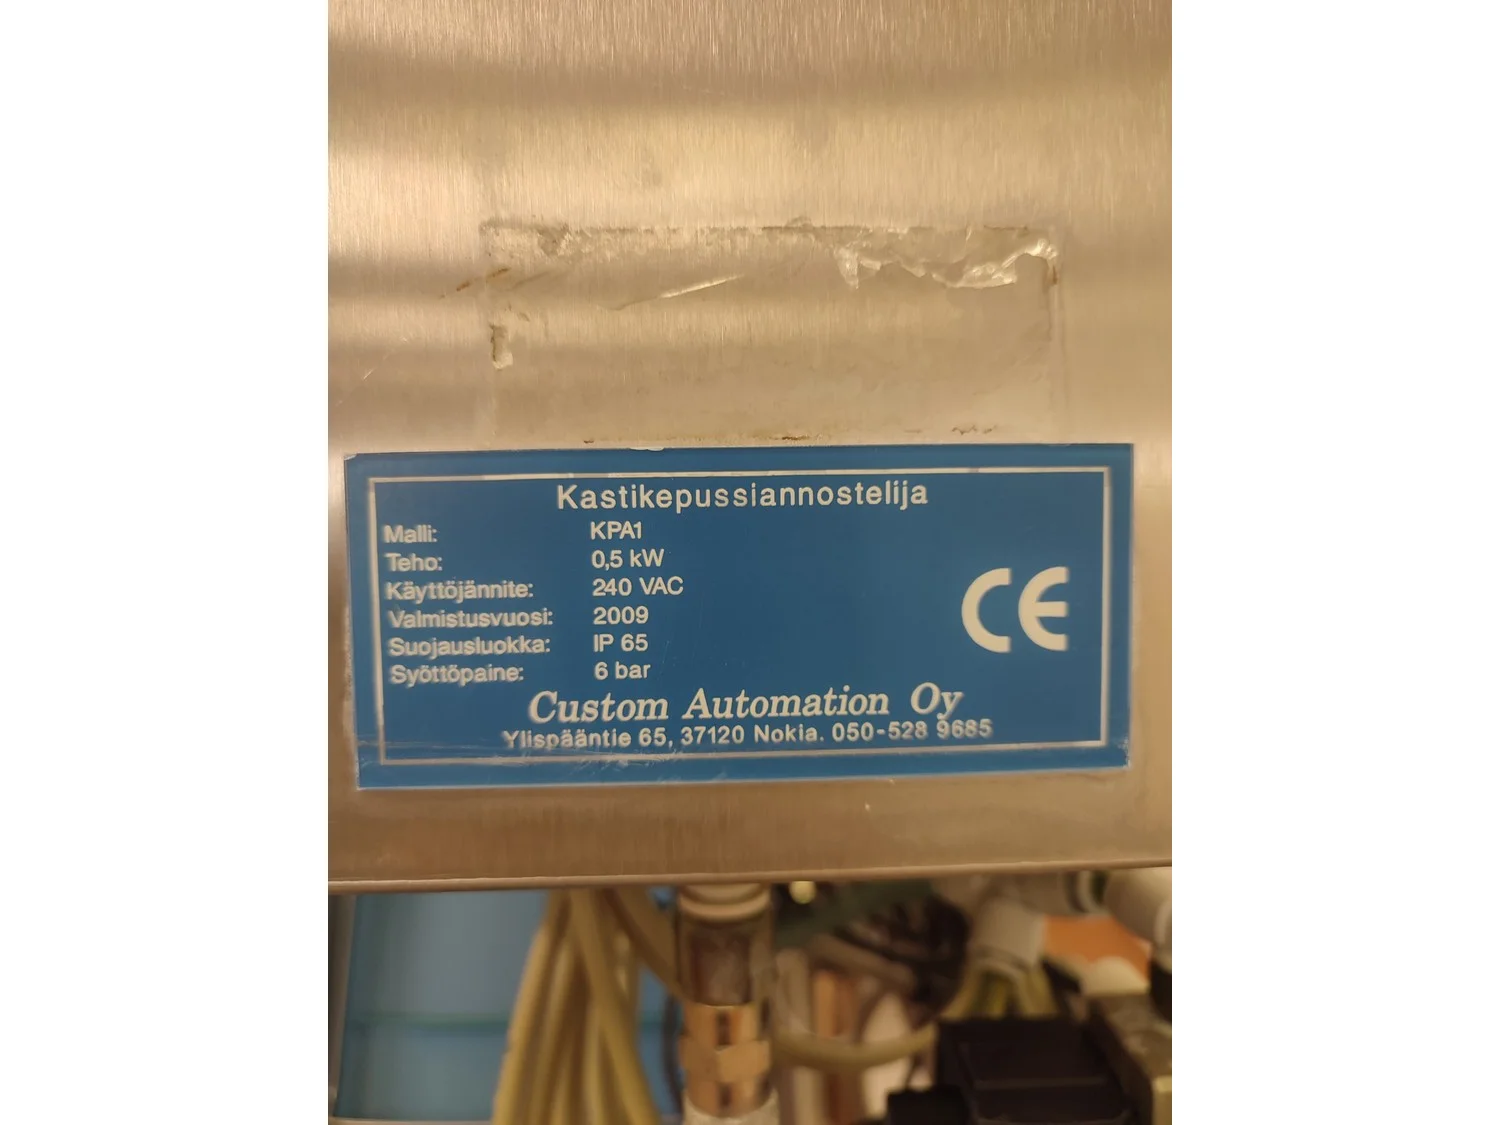 Kastikepussiannostelija
Malli: KPA1
Teho: 0,5 kW
Käyttöjännite: 240 VAC
Valmistusvuosi: 2009
Suojausluokka: IP 65
Syöttöpaine: 6 bar
CE
Custom Automation Oy
Ylispääntie 65, 37120 Nokia. 050-528 9685